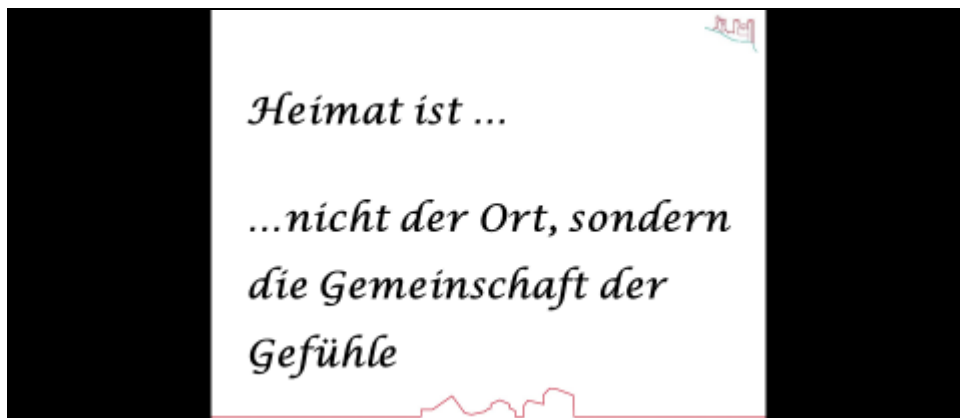 Heimat ist ...
...nicht der Ort, sondern
die Gemeinschaft der
Gefühle